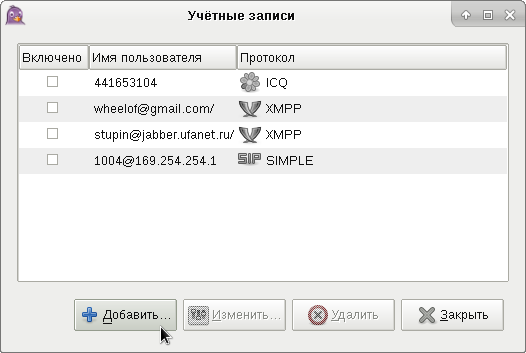 Учётные записи
Включено Имя пользователя Протокол
441653104 ICQ
wheelof@gmail.com/ XMPP
stupin@jabber.ufanet.ru/ XMPP
1004@169.254.254.1 SIP SIMPLE
Добавить... Изменить... Удалить Закрыть